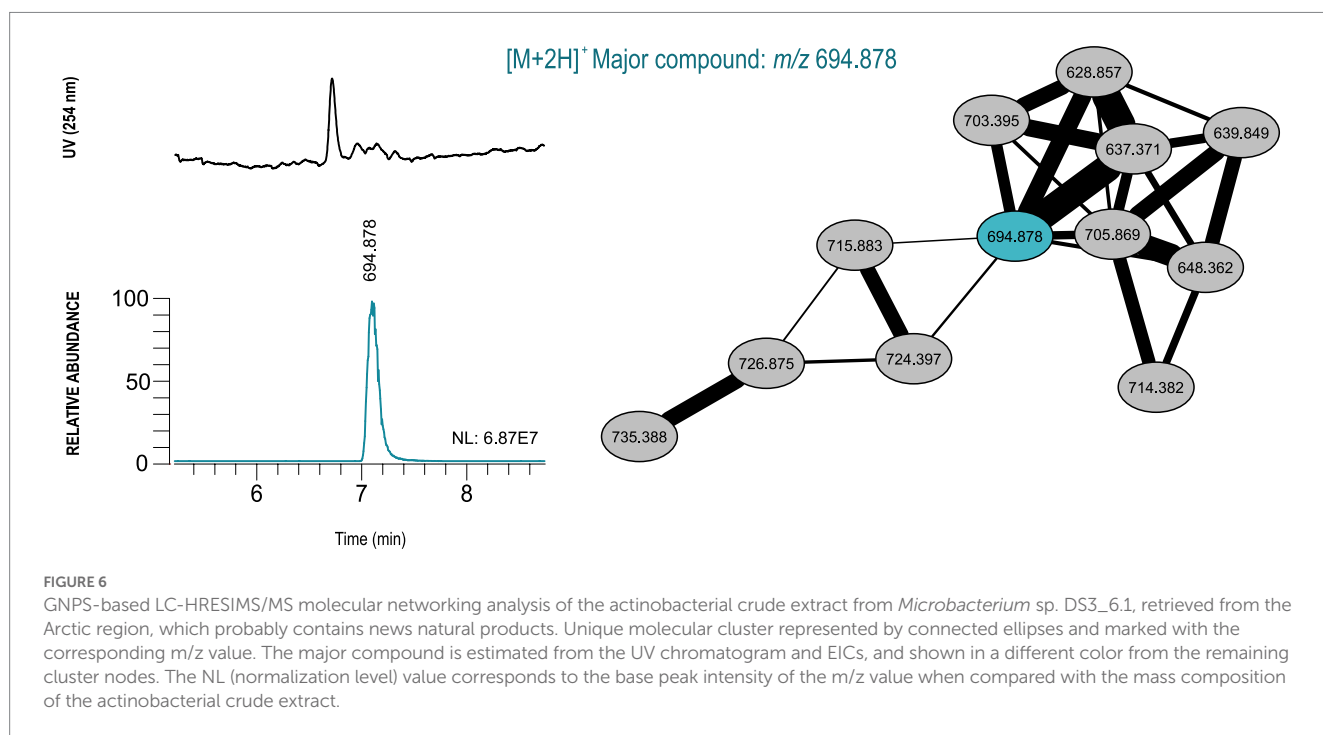 [M+2H]+ Major compound: m/z 694.878
UV (254 nm)
694.878
RELATIVE ABUNDANCE
100
50
0
NL: 6.87E7
6 7 8
Time (min)
628.857
703.395
639.849
637.371
694.878
705.869
715.883
648.362
726.875
724.397
714.382
735.388
FIGURE 6
GNPS-based LC-HRESIMS/MS molecular networking analysis of the actinobacterial crude extract from Microbacterium sp. DS3_6.1, retrieved from the
Arctic region, which probably contains news natural products. Unique molecular cluster represented by connected ellipses and marked with the
corresponding m/z value. The major compound is estimated from the UV chromatogram and EICs, and shown in a different color from the remaining
cluster nodes. The NL (normalization level) value corresponds to the base peak intensity of the m/z value when compared with the mass composition
of the actinobacterial crude extract.